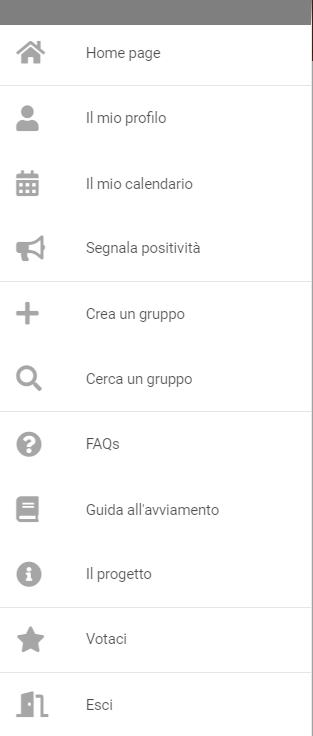 Home page
Il mio profilo
Il mio calendario
Segnala positività
Crea un gruppo
Cerca un gruppo
FAQs
Guida all'avviamento
Il progetto
Votaci
Esci